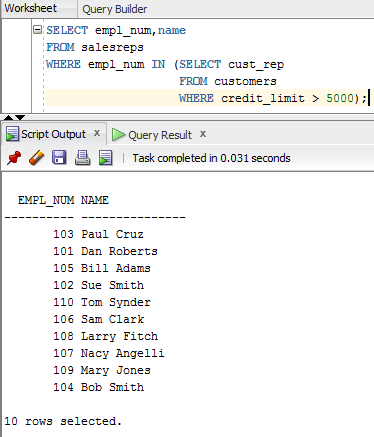 Worksheet Query Builder
SELECT empl_num,name
FROM salesreps
WHERE empl_num IN (SELECT cust_rep
FROM customers
WHERE credit_limit > 5000);
Script Output x Query Result x
Task completed in 0.031 seconds
EMPL_NUM NAME
---------- ---------------
103 Paul Cruz
101 Dan Roberts
105 Bill Adams
102 Sue Smith
110 Tom Synder
106 Sam Clark
108 Larry Fitch
107 Nacy Angelli
109 Mary Jones
104 Bob Smith
10 rows selected.